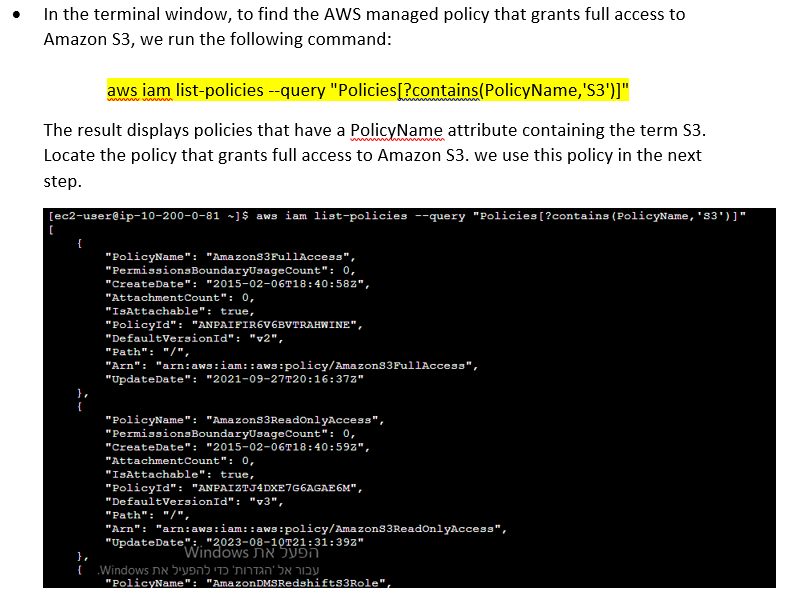 • In the terminal window, to find the AWS managed policy that grants full access to
Amazon S3, we run the following command:
aws iam list-policies --query "Policies[?contains(PolicyName,'S3')]"
The result displays policies that have a PolicyName attribute containing the term S3.
Locate the policy that grants full access to Amazon S3. we use this policy in the next
step.
[ec2-user@ip-10-200-0-81 ~]$ aws iam list-policies --query "Policies[?contains(PolicyName,'S3')]"
[
    {
        "PolicyName": "AmazonS3FullAccess",
        "PermissionsBoundaryUsageCount": 0,
        "CreateDate": "2015-02-06T18:40:58Z",
        "AttachmentCount": 0,
        "IsAttachable": true,
        "PolicyId": "ANPAIFIR6V6BVTRAHWINE",
        "DefaultVersionId": "v2",
        "Path": "/",
        "Arn": "arn:aws:iam::aws:policy/AmazonS3FullAccess",
        "UpdateDate": "2021-09-27T20:16:37Z"
    },
    {
        "PolicyName": "AmazonS3ReadOnlyAccess",
        "PermissionsBoundaryUsageCount": 0,
        "CreateDate": "2015-02-06T18:40:59Z",
        "AttachmentCount": 0,
        "IsAttachable": true,
        "PolicyId": "ANPAIZTJ4DXE7G6AGAE6M",
        "DefaultVersionId": "v3",
        "Path": "/",
        "Arn": "arn:aws:iam::aws:policy/AmazonS3ReadOnlyAccess",
        "UpdateDate": "2023-08-10T21:31:39Z"
הפעל את Windows
    },
עבור אל 'הגדרות' כדי להפעיל את Windows.
    {
        "PolicyName": "AmazonDMSRedshiftS3Role",